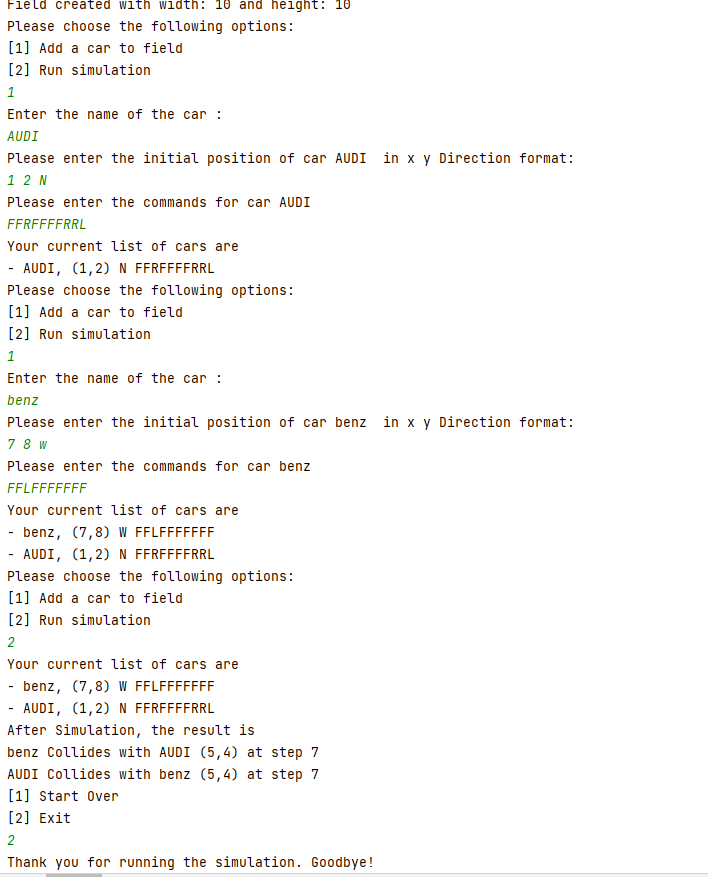 Field created with width: 10 and height: 10
Please choose the following options:
[1] Add a car to field
[2] Run simulation
1
Enter the name of the car :
AUDI
Please enter the initial position of car AUDI  in x y Direction format:
1 2 N
Please enter the commands for car AUDI
FFRFFFFRRL
Your current list of cars are
- AUDI, (1,2) N FFRFFFFRRL
Please choose the following options:
[1] Add a car to field
[2] Run simulation
1
Enter the name of the car :
benz
Please enter the initial position of car benz  in x y Direction format:
7 8 w
Please enter the commands for car benz
FFLFFFFFFF
Your current list of cars are
- benz, (7,8) W FFLFFFFFFF
- AUDI, (1,2) N FFRFFFFRRL
Please choose the following options:
[1] Add a car to field
[2] Run simulation
2
Your current list of cars are
- benz, (7,8) W FFLFFFFFFF
- AUDI, (1,2) N FFRFFFFRRL
After Simulation, the result is
benz Collides with AUDI (5,4) at step 7
AUDI Collides with benz (5,4) at step 7
[1] Start Over
[2] Exit
2
Thank you for running the simulation. Goodbye!